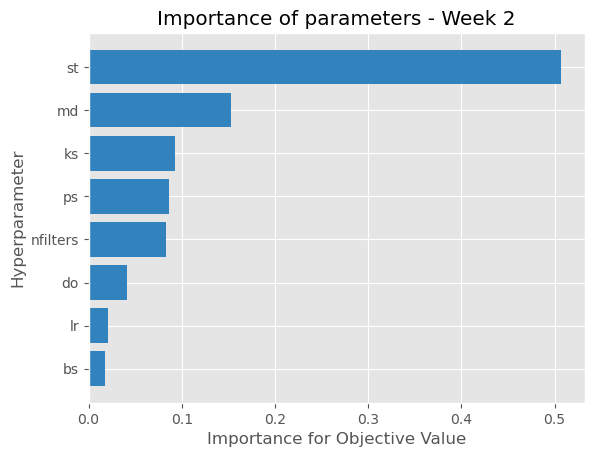 Importance of parameters - Week 2
st
md
ks
ps
nfilters
do
lr
bs
Hyperparameter
0.0 0.1 0.2 0.3 0.4 0.5
Importance for Objective Value